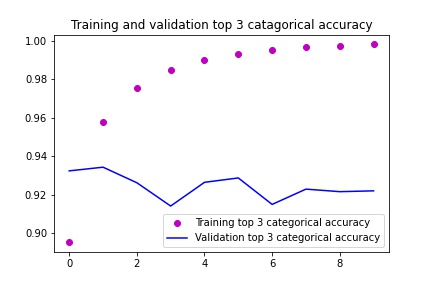 Training and validation top 3 catagorical accuracy
1.00
0.98
0.96
0.94
0.92
0.90
Training top 3 categorical accuracy
Validation top 3 categorical accuracy
0 2 4 6 8